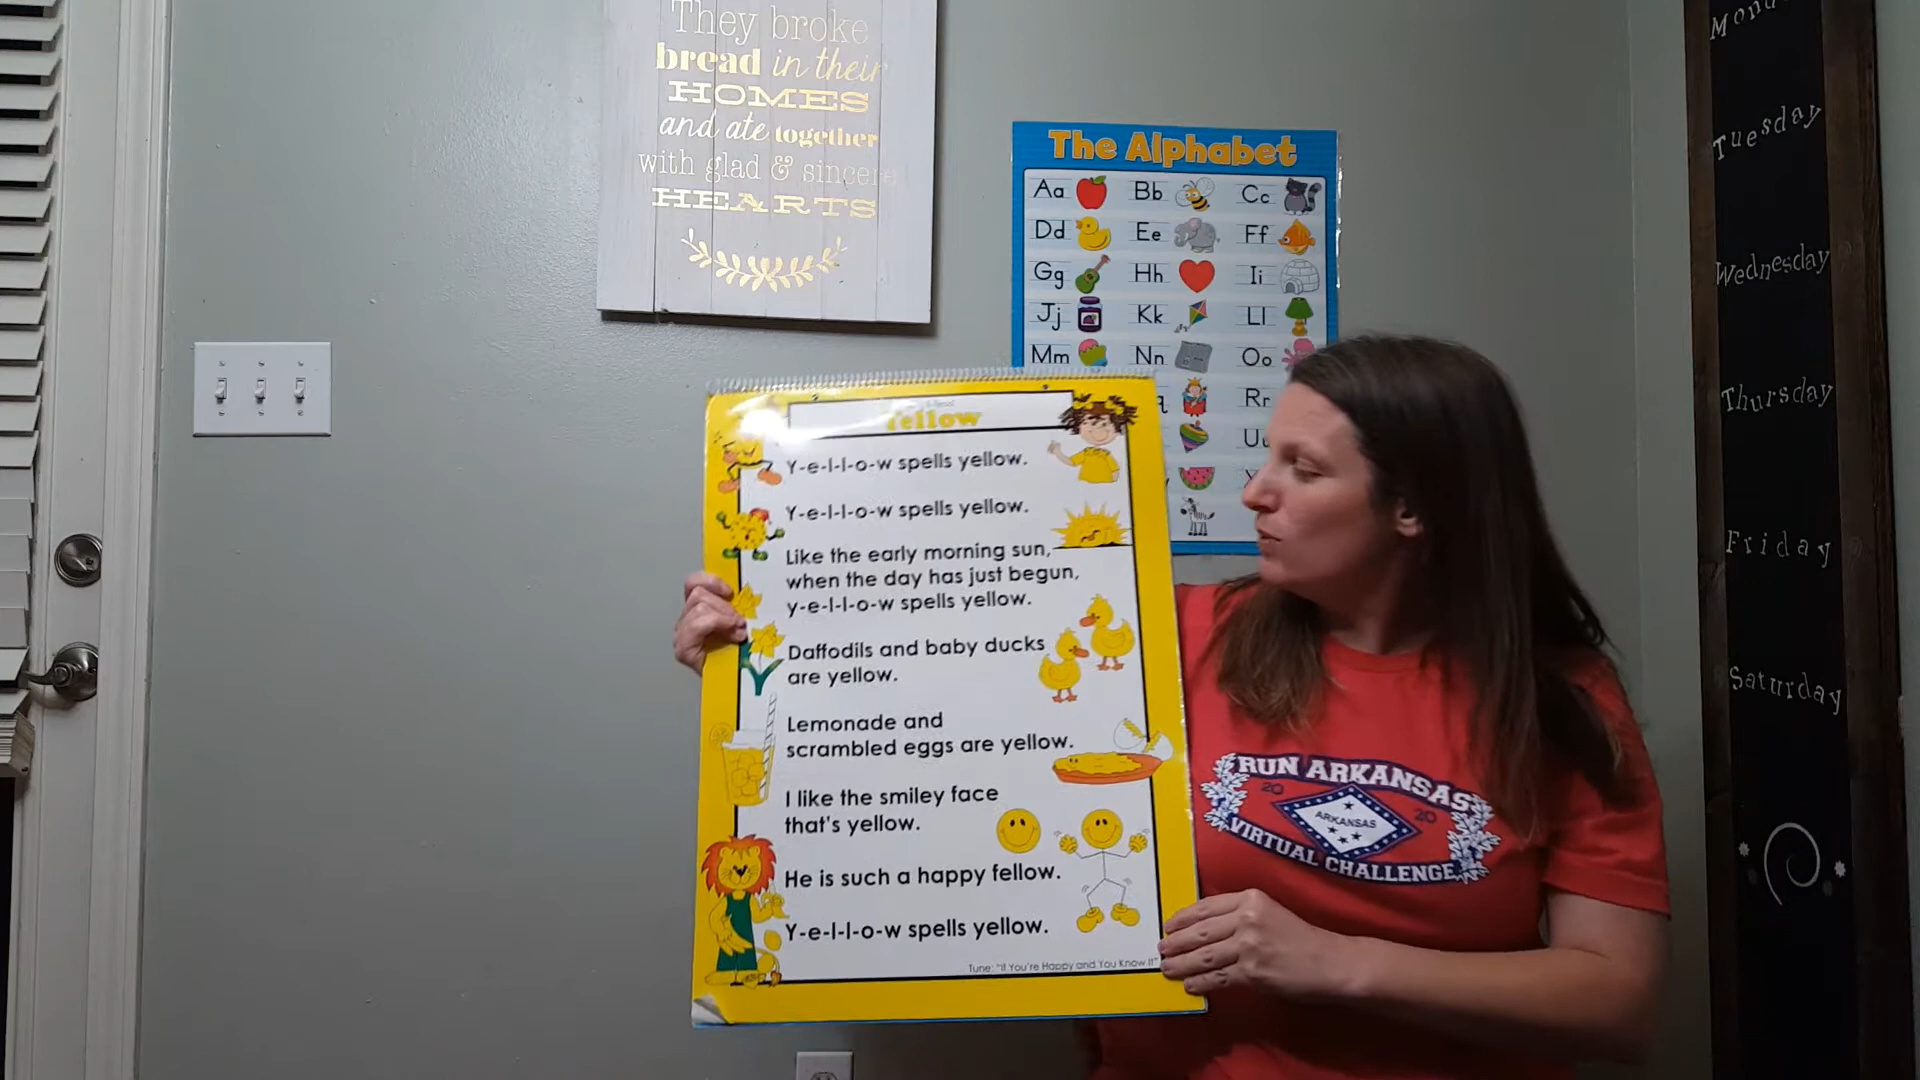 They broke
bread in their
HOMES
and ate together
with glad & sincere
HEARTS
The Alphabet
Aa Bb Cc
Dd Ee Ff
Gg Hh Ii
Jj Kk Ll
Mm Nn Oo
Rr
Yellow
Y-e-l-l-o-w spells yellow.
Y-e-l-l-o-w spells yellow.
Like the early morning sun,
when the day has just begun,
y-e-l-l-o-w spells yellow.
Daffodils and baby ducks
are yellow.
Lemonade and
scrambled eggs are yellow.
I like the smiley face
that's yellow.
He is such a happy fellow.
Y-e-l-l-o-w spells yellow.
Tune: "If You're Happy and You Know It"
RUN ARKANSAS
20 20
ARKANSAS
VIRTUAL CHALLENGE
Tuesday
Wednesday
Thursday
Friday
Saturday